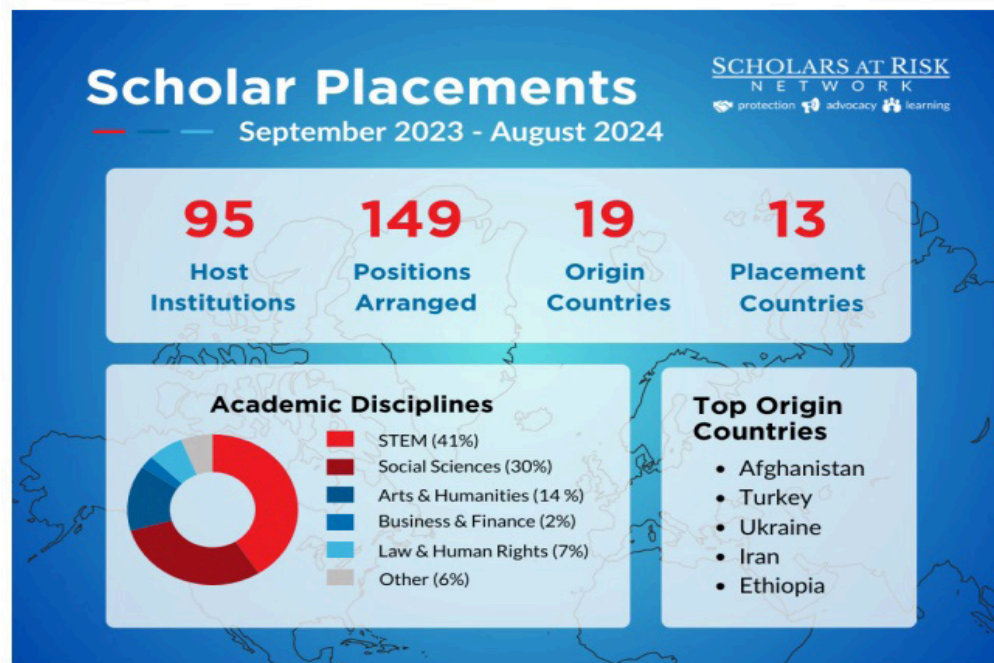 Scholar Placements
September 2023 - August 2024
SCHOLARS AT RISK
NETWORK
protection advocacy learning
95
Host
Institutions
149
Positions
Arranged
19
Origin
Countries
13
Placement
Countries
Academic Disciplines
STEM (41%)
Social Sciences (30%)
Arts & Humanities (14 %)
Business & Finance (2%)
Law & Human Rights (7%)
Other (6%)
Top Origin
Countries
• Afghanistan
• Turkey
• Ukraine
• Iran
• Ethiopia